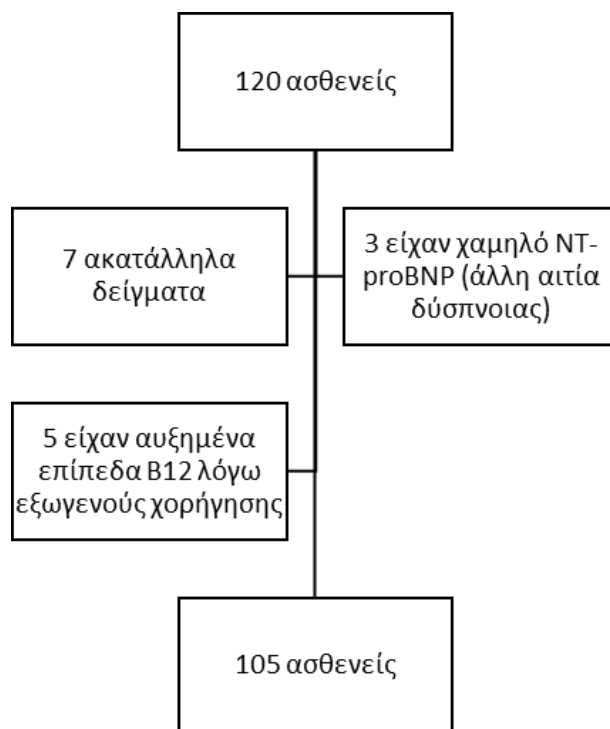 120 ασθενείς
7 ακατάλληλα
δείγματα
3 είχαν χαμηλό NT-
proBNP (άλλη αιτία
δύσπνοιας)
5 είχαν αυξημένα
επίπεδα Β12 λόγω
εξωγενούς χορήγησης
105 ασθενείς